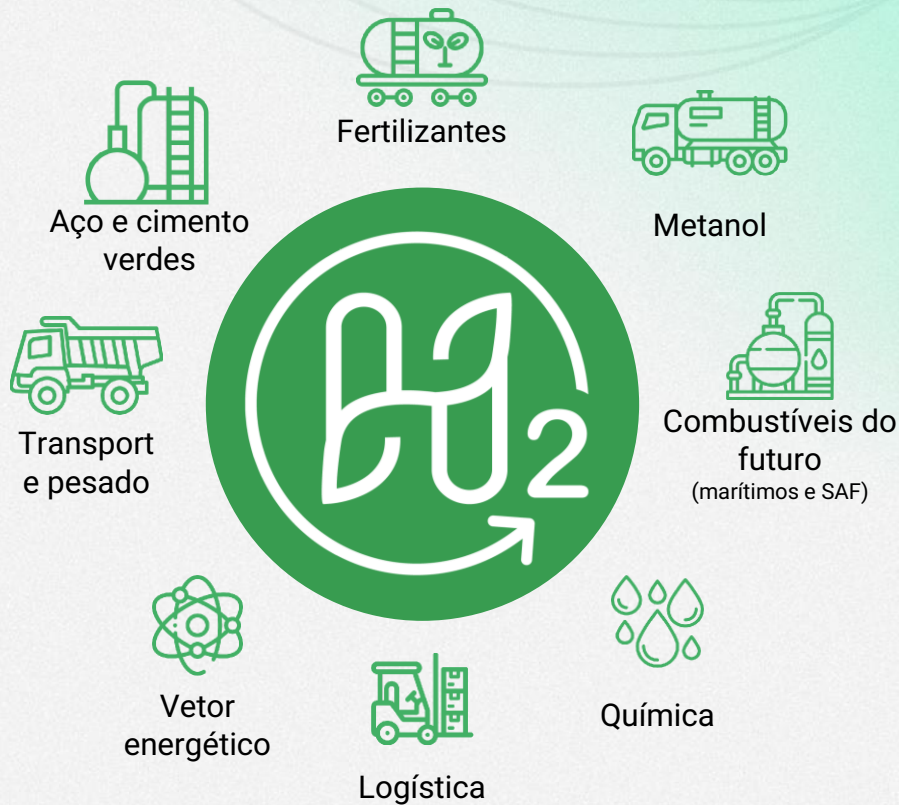 Fertilizantes
Metanol
Aço e cimento
verdes
H2
Combustíveis do
futuro
(marítimos e SAF)
Transport
e pesado
Química
Vetor
energético
Logística